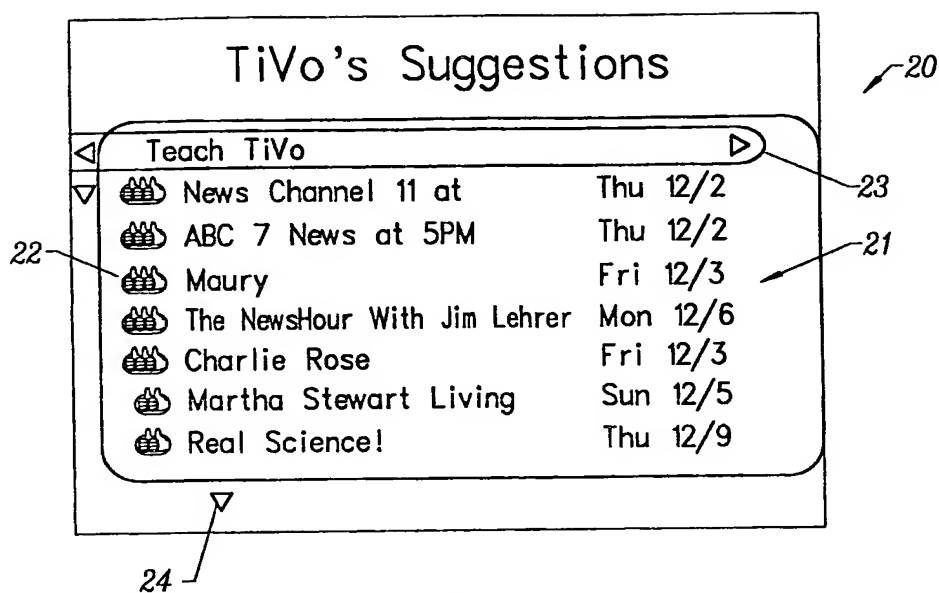 TiVo's Suggestions
20
Teach TiVo
23
News Channel 11 at Thu 12/2
ABC 7 News at 5PM Thu 12/2
21
22
Maury Fri 12/3
The NewsHour With Jim Lehrer Mon 12/6
Charlie Rose Fri 12/3
Martha Stewart Living Sun 12/5
Real Science! Thu 12/9
24